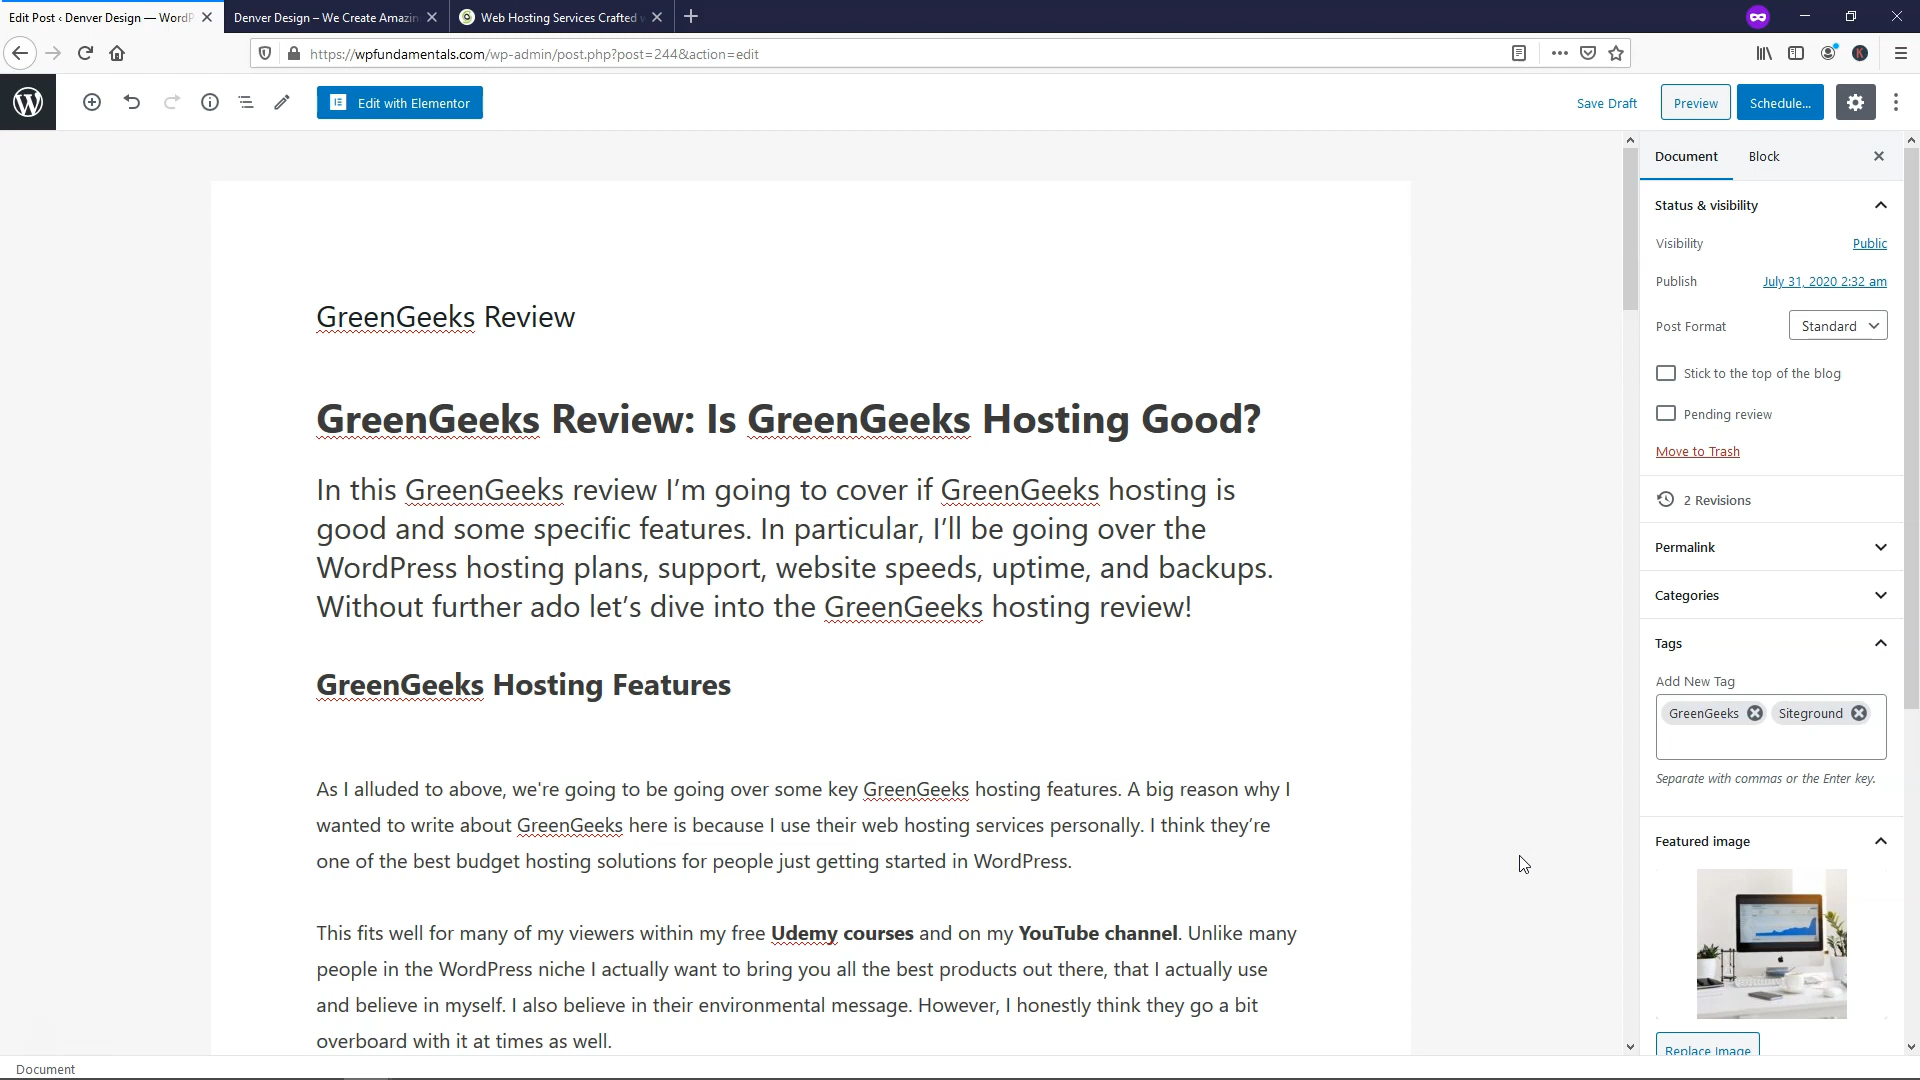 Edit Post ‹ Denver Design — WordP
Denver Design – We Create Amazin
Web Hosting Services Crafted
https://wpfundamentals.com/wp-admin/post.php?post=244&action=edit
K
Edit with Elementor
Save Draft
Preview
Schedule...
Document
Block
Status & visibility
Visibility
Public
Publish
July 31, 2020 2:32 am
Post Format
Standard
Stick to the top of the blog
Pending review
Move to Trash
2 Revisions
Permalink
Categories
Tags
Add New Tag
GreenGeeks
Siteground
Separate with commas or the Enter key.
Featured image
Replace Image
GreenGeeks Review
GreenGeeks Review: Is GreenGeeks Hosting Good?
In this GreenGeeks review I’m going to cover if GreenGeeks hosting is
good and some specific features. In particular, I’ll be going over the
WordPress hosting plans, support, website speeds, uptime, and backups.
Without further ado let’s dive into the GreenGeeks hosting review!
GreenGeeks Hosting Features
As I alluded to above, we're going to be going over some key GreenGeeks hosting features. A big reason why I
wanted to write about GreenGeeks here is because I use their web hosting services personally. I think they’re
one of the best budget hosting solutions for people just getting started in WordPress.
This fits well for many of my viewers within my free Udemy courses and on my YouTube channel. Unlike many
people in the WordPress niche I actually want to bring you all the best products out there, that I actually use
and believe in myself. I also believe in their environmental message. However, I honestly think they go a bit
overboard with it at times as well.
Document